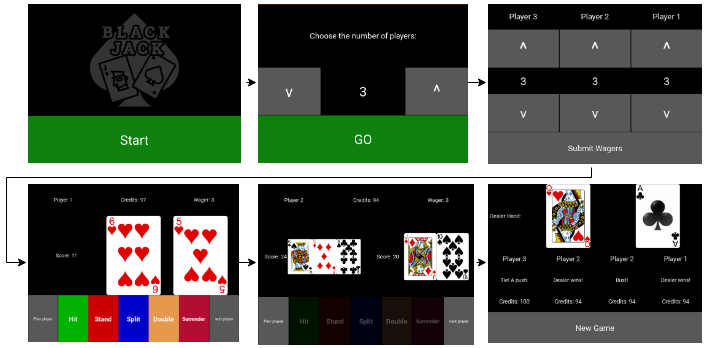 BLACK
JACK
Start
Choose the number of players:
v 3 ^
GO
Player 3 Player 2 Player 1
^ ^ ^
3 3 3
v v v
Submit Wagers
Player 1 Credits: 97 Wager: 3
6 5
Score: 11
6 5
Prev player Hit Stand Split Double Surrender next player
Player 2 Credits: 94 Wager: 3
Score: 24 Score: 20
Prev player Hit Stand Split Double Surrender next player
Q A
Dealer Hand:
A
Player 3 Player 2 Player 2 Player 1
Tie! A push. Dealer wins! Bust! Dealer wins!
Credits: 100 Credits: 94 Credits: 94 Credits: 94
New Game